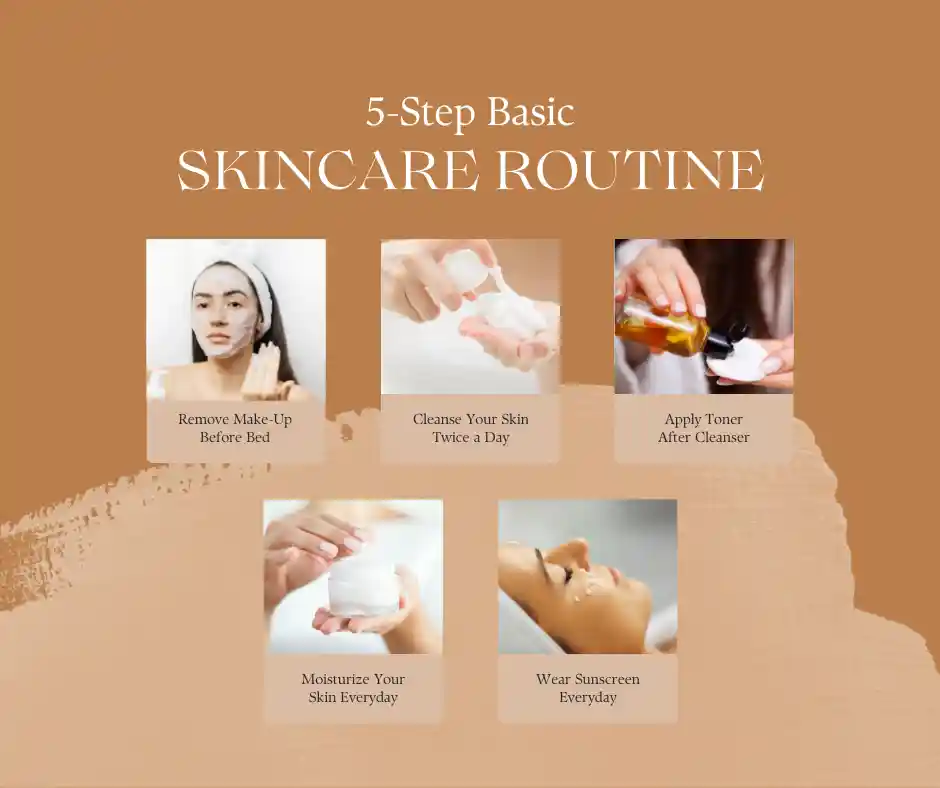 5-Step Basic
SKINCARE ROUTINE
Remove Make-Up
Before Bed
Cleanse Your Skin
Twice a Day
Apply Toner
After Cleanser
Moisturize Your
Skin Everyday
Wear Sunscreen
Everyday